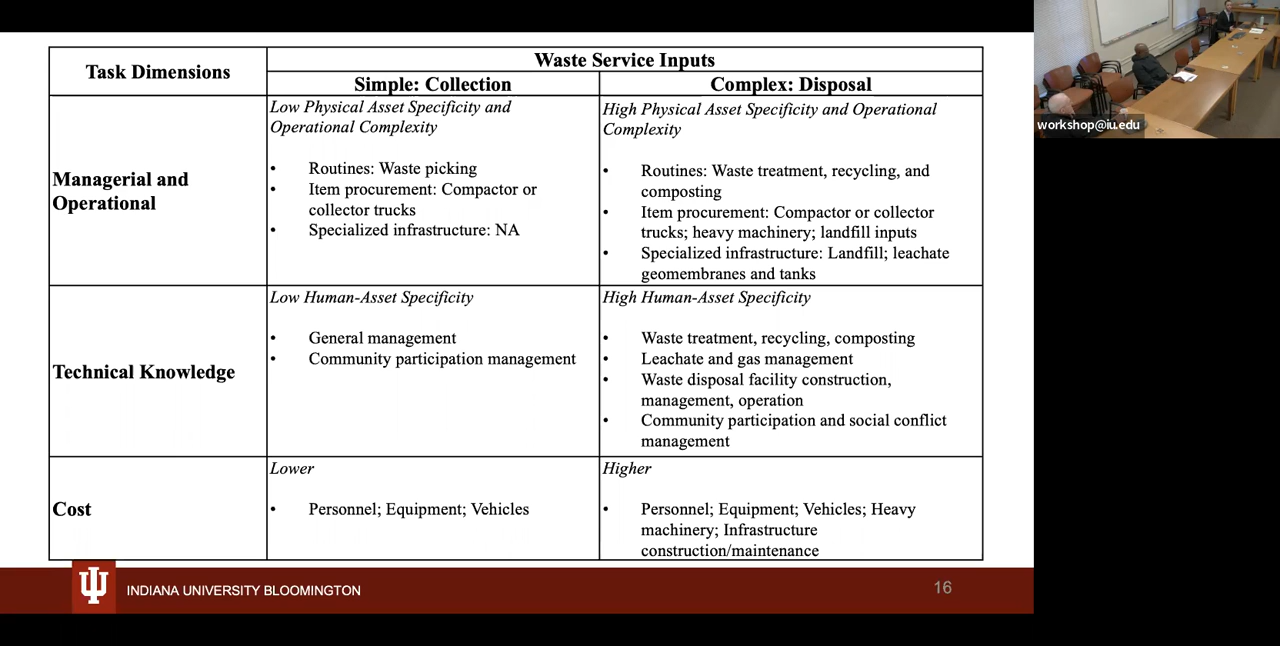 Task Dimensions
Waste Service Inputs
Simple: Collection
Complex: Disposal
Managerial and
Operational
Low Physical Asset Specificity and
Operational Complexity
• Routines: Waste picking
• Item procurement: Compactor or
collector trucks
• Specialized infrastructure: NA
High Physical Asset Specificity and Operational
Complexity
• Routines: Waste treatment, recycling, and
composting
• Item procurement: Compactor or collector
trucks; heavy machinery; landfill inputs
• Specialized infrastructure: Landfill; leachate
geomembranes and tanks
Technical Knowledge
Low Human-Asset Specificity
• General management
• Community participation management
High Human-Asset Specificity
• Waste treatment, recycling, composting
• Leachate and gas management
• Waste disposal facility construction,
management, operation
• Community participation and social conflict
management
Cost
Lower
• Personnel; Equipment; Vehicles
Higher
• Personnel; Equipment; Vehicles; Heavy
machinery; Infrastructure
construction/maintenance
INDIANA UNIVERSITY BLOOMINGTON
16
workshop@iu.edu